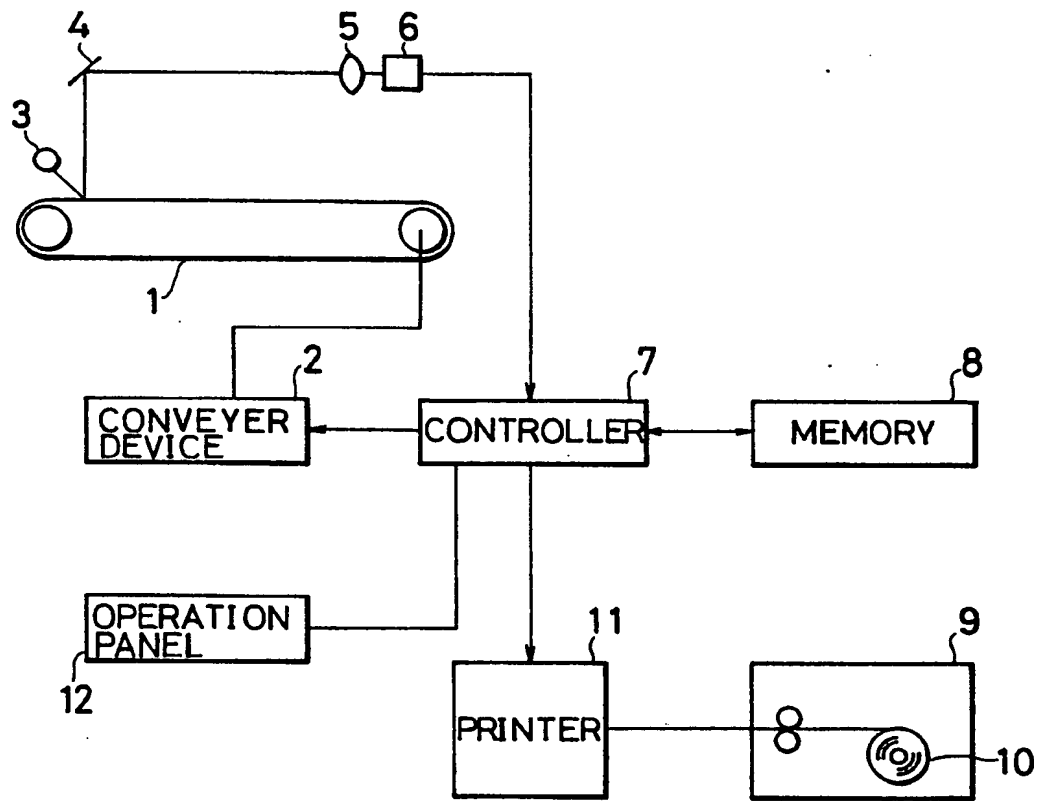 4
5
6
3
1
2
7
8
CONVEYER
DEVICE
CONTROLLER
MEMORY
OPERATION
PANEL
12
11
9
PRINTER
10